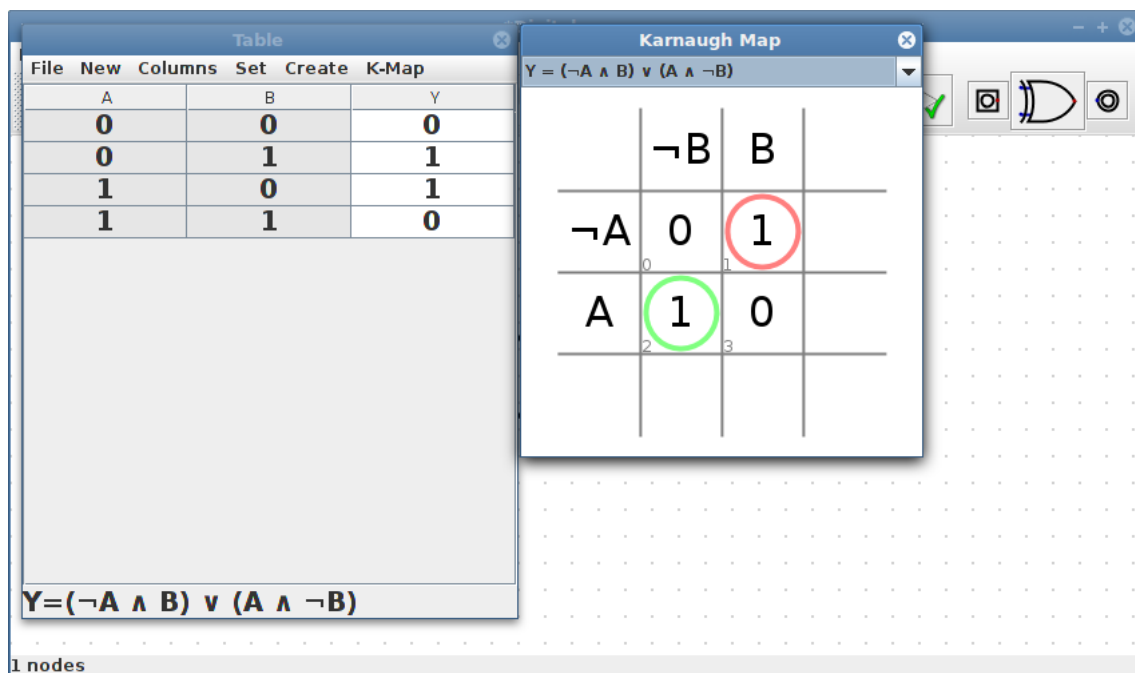 Table
File New Columns Set Create K-Map
A B Y
0 0 0
0 1 1
1 0 1
1 1 0
Y=(¬A ∧ B) ∨ (A ∧ ¬B)
Karnaugh Map
Y = (¬A ∧ B) ∨ (A ∧ ¬B)
¬B B
¬A 0 1
0 1
A 1 0
2 3
1 nodes